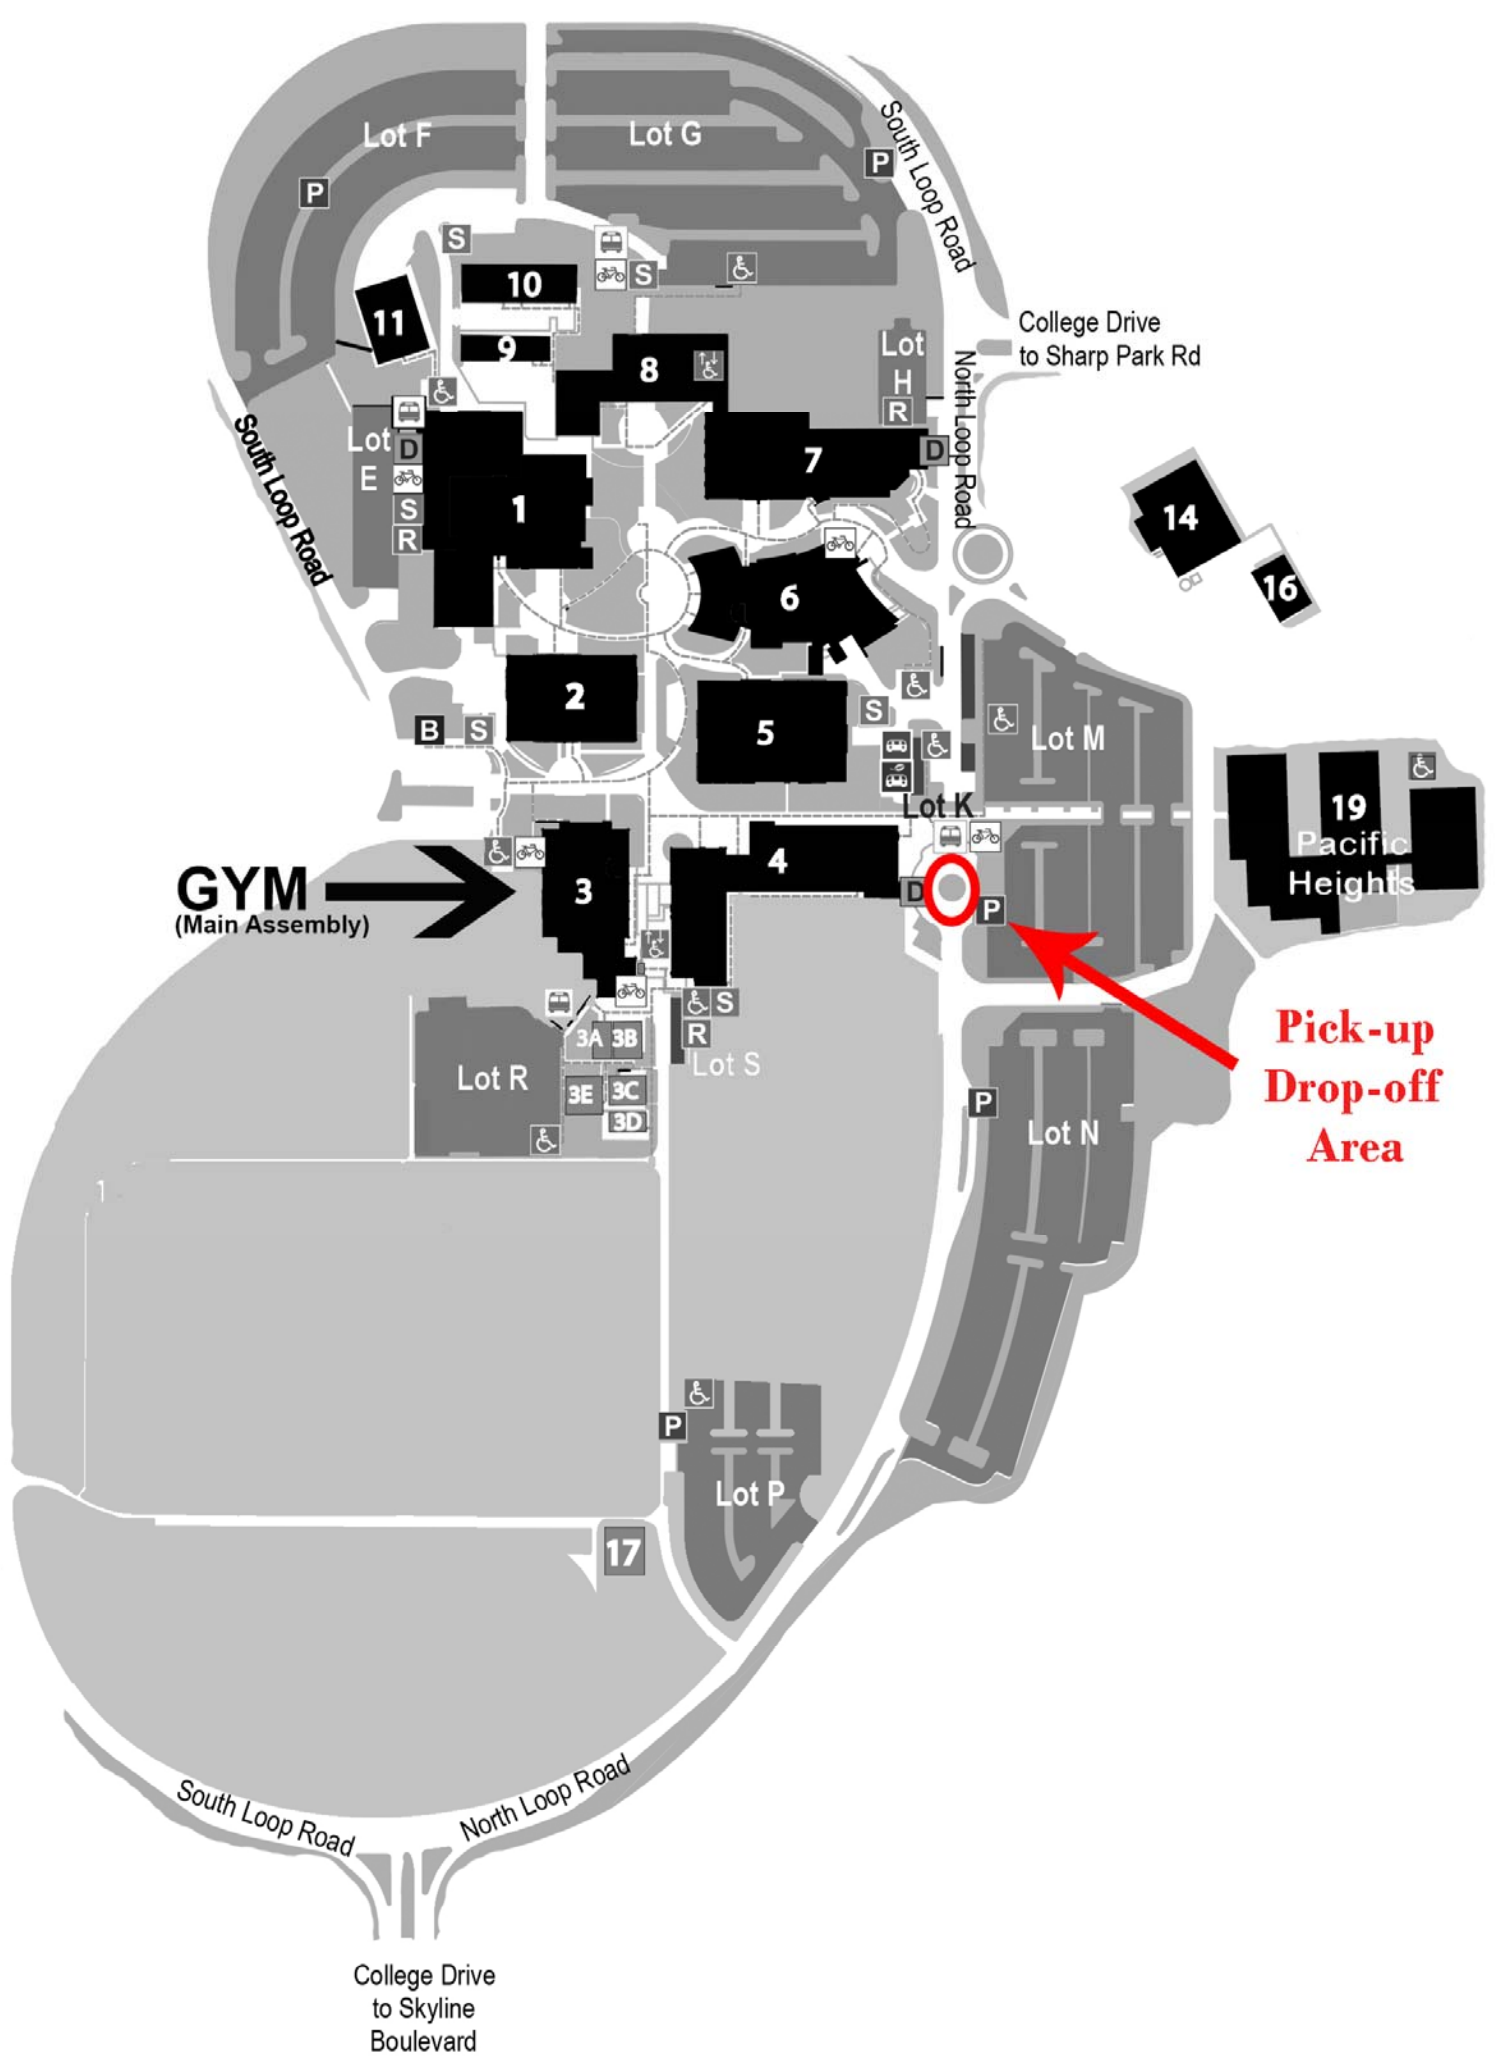 Lot F
Lot G
P
P
South Loop Road
S
10
S
11
9
8
College Drive
to Sharp Park Rd
Lot
H
R
North Loop Road
South Loop Road
Lot
E
D
S
R
1
7
D
14
16
6
2
5
S
B
S
Lot M
Lot K
19
Pacific
Heights
GYM
(Main Assembly)
3
4
D
P
S
R
Lot S
3A
3B
3E
3C
3D
Lot R
Pick-up
Drop-off
Area
P
Lot N
P
Lot P
17
South Loop Road
North Loop Road
College Drive
to Skyline
Boulevard